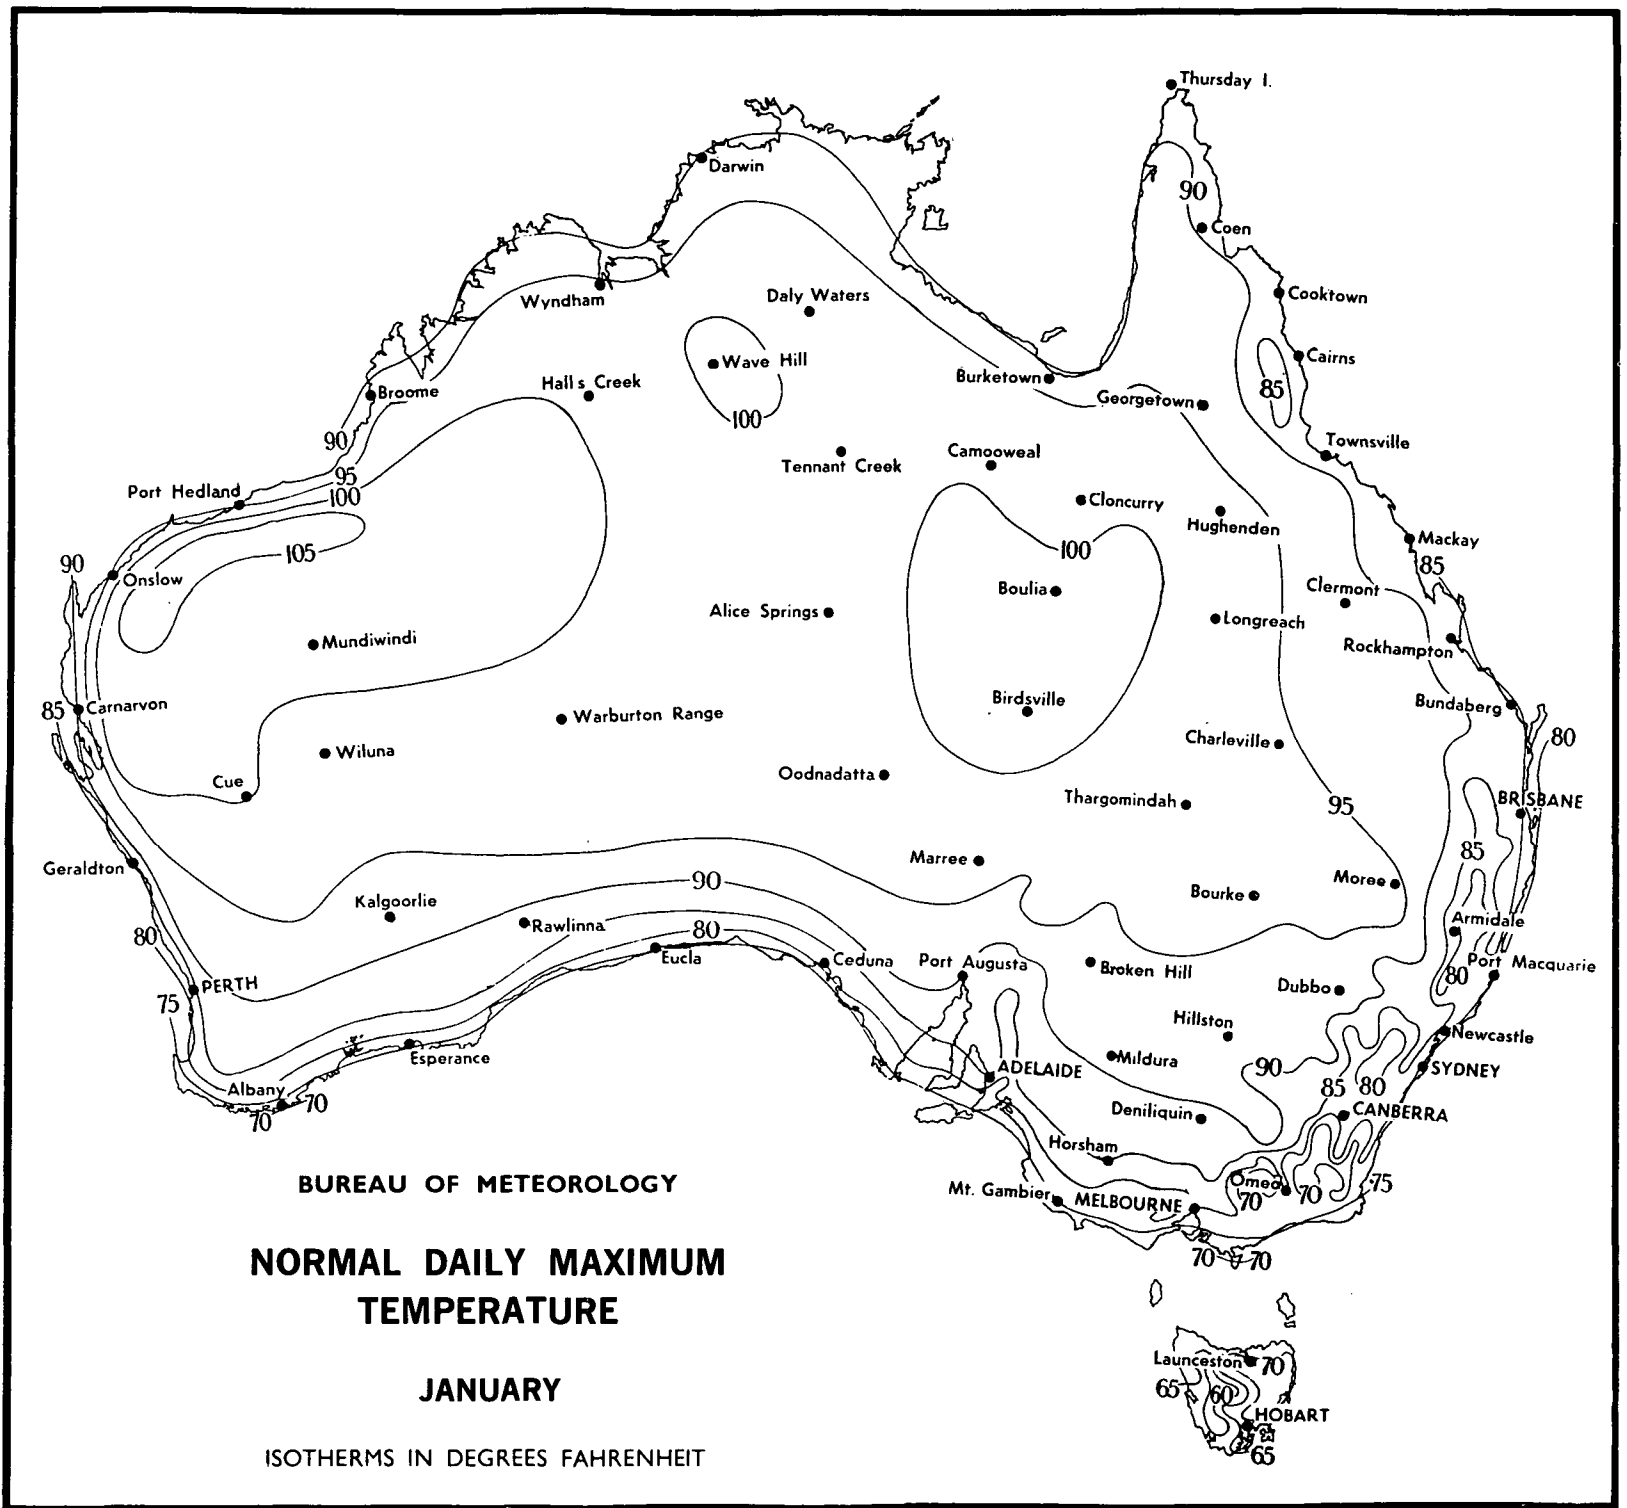 Thursday I.
Darwin
90
Coen
Wyndham
Daly Waters
Cooktown
Wave Hill
Cairns
Hall s Creek
Burketown
85
Broome
Georgetown
100
90
Townsville
Tennant Creek
Camooweal
95
Port Hedland
100
Cloncurry
Hughenden
Mackay
105
100
90
Onslow
85
Boulia
Clermont
Alice Springs
Longreach
Mundiwindi
Rockhampton
85
Carnarvon
Birdsville
Bundaberg
Warburton Range
80
Wiluna
Charleville
Cue
Oodnadatta
Thargomindah
95
BRISBANE
Geraldton
Marree
85
90
Bourke
Moree
Kalgoorlie
Rawlinna
Armidale
80
80
Eucla
Ceduna
Port Augusta
Broken Hill
Port Macquarie
80
PERTH
Dubbo
75
Hillston
Newcastle
Esperance
Mildura
90
ADELAIDE
SYDNEY
Albany
70
70
85
80
Deniliquin
CANBERRA
Horsham
BUREAU OF METEOROLOGY
Omeo
75
Mt. Gambier
MELBOURNE
70
70
NORMAL DAILY MAXIMUM
TEMPERATURE
70
70
JANUARY
Launceston
70
65
60
HOBART
65
ISOTHERMS IN DEGREES FAHRENHEIT